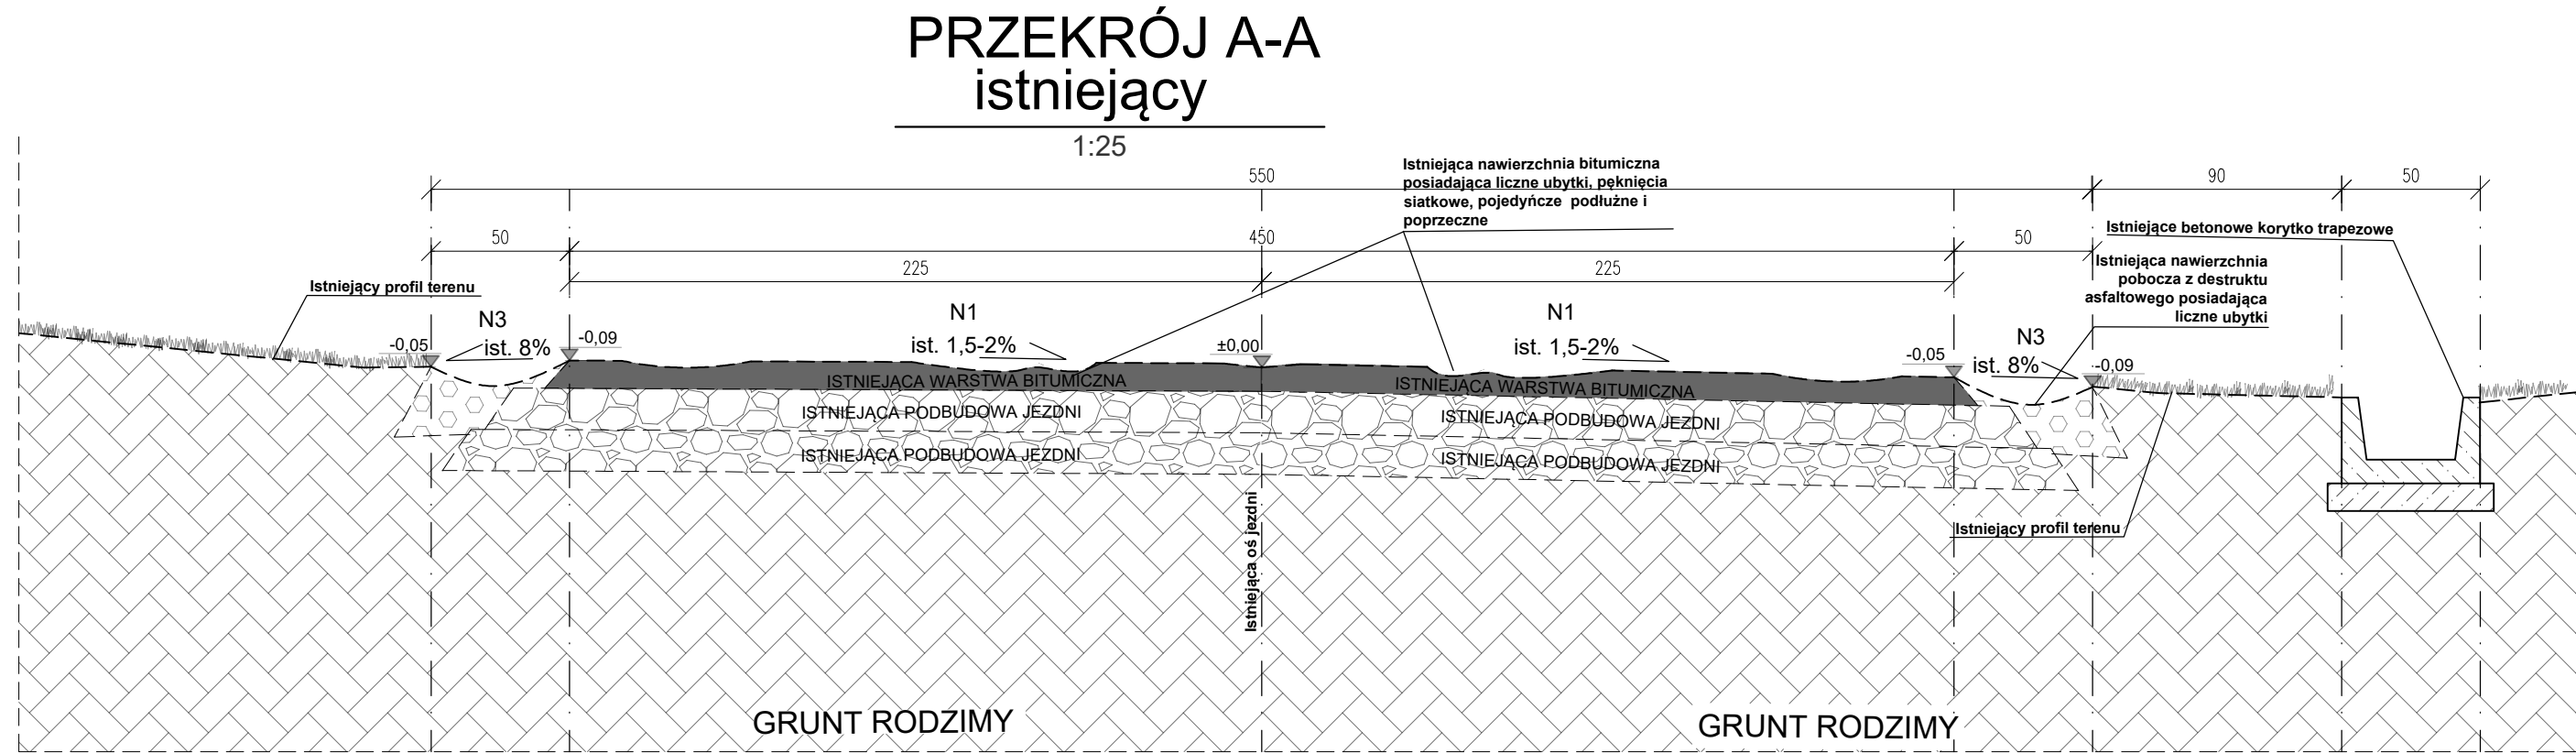 PRZEKRÓJ A-A
istniejący
1:25
Istniejąca nawierzchnia bitumiczna
posiadająca liczne ubytki, pęknięcia
siatkowe, pojedyńcze podłużne i
poprzeczne
550
90
50
Istniejące betonowe korytko trapezowe
50
450
50
225
225
Istniejąca nawierzchnia
pobocza z destruktu
asfaltowego posiadająca
liczne ubytki
Istniejący profil terenu
N3
ist. 8%
-0,05
-0,09
N1
ist. 1,5-2%
±0,00
N1
ist. 1,5-2%
-0,05
N3
ist. 8%
-0,09
ISTNIEJĄCA WARSTWA BITUMICZNA
ISTNIEJĄCA WARSTWA BITUMICZNA
ISTNIEJĄCA PODBUDOWA JEZDNI
ISTNIEJĄCA PODBUDOWA JEZDNI
ISTNIEJĄCA PODBUDOWA JEZDNI
ISTNIEJĄCA PODBUDOWA JEZDNI
Istniejąca oś jezdni
Istniejący profil terenu
GRUNT RODZIMY
GRUNT RODZIMY